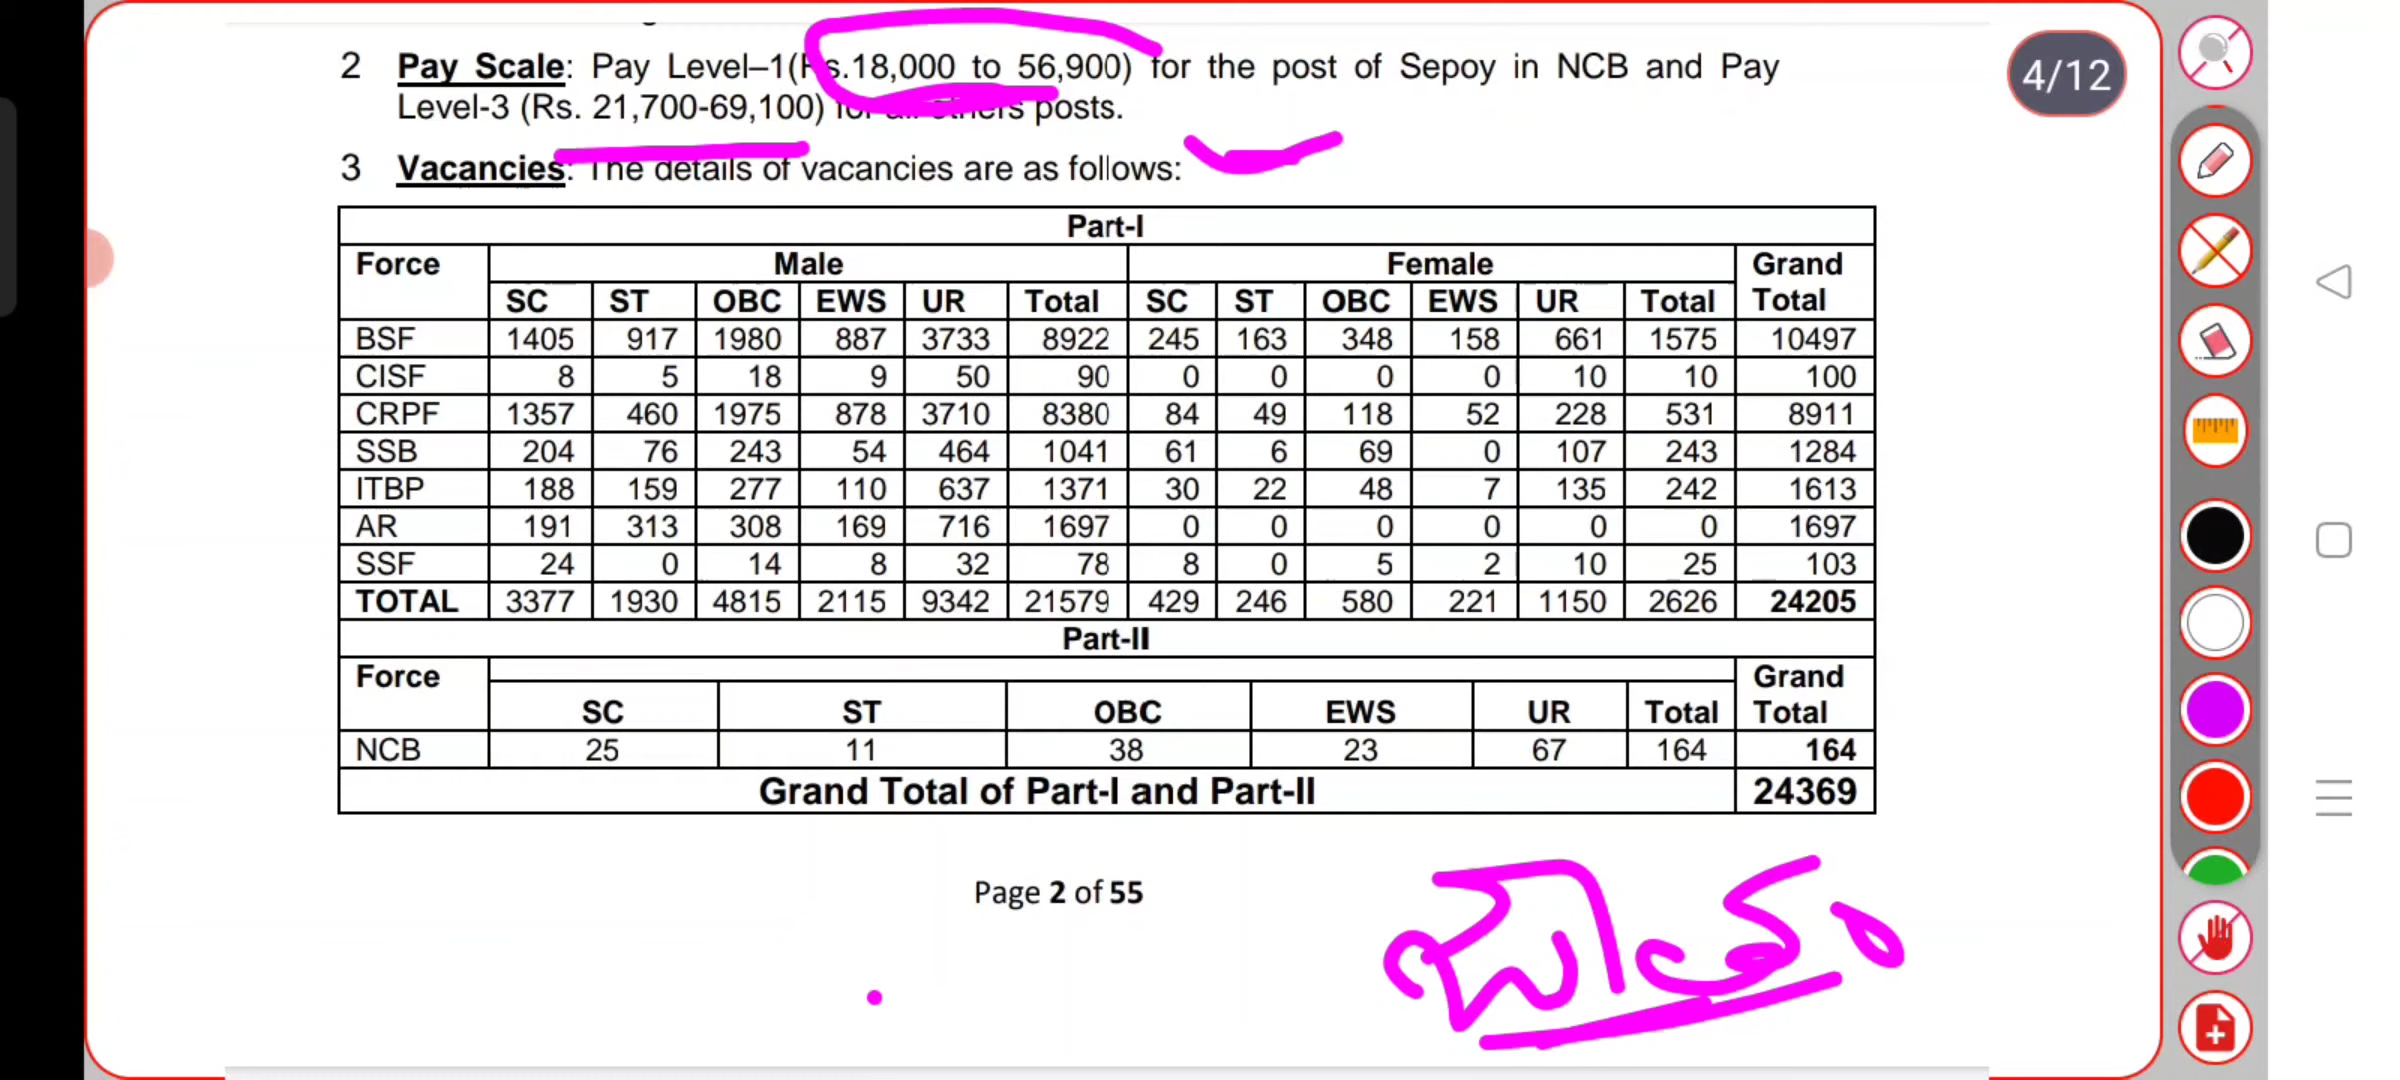 2 Pay Scale: Pay Level–1(Rs.18,000 to 56,900) for the post of Sepoy in NCB and Pay
Level-3 (Rs. 21,700-69,100) for all others posts.
4/12
3 Vacancies: The details of vacancies are as follows:
Part-I
Force Male Female Grand Total
SC ST OBC EWS UR Total SC ST OBC EWS UR Total
BSF 1405 917 1980 887 3733 8922 245 163 348 158 661 1575 10497
CISF 8 5 18 9 50 90 0 0 0 0 10 10 100
CRPF 1357 460 1975 878 3710 8380 84 49 118 52 228 531 8911
SSB 204 76 243 54 464 1041 61 6 69 0 107 243 1284
ITBP 188 159 277 110 637 1371 30 22 48 7 135 242 1613
AR 191 313 308 169 716 1697 0 0 0 0 0 0 1697
SSF 24 0 14 8 32 78 8 0 5 2 10 25 103
TOTAL 3377 1930 4815 2115 9342 21579 429 246 580 221 1150 2626 24205
Part-II
Force Grand Total
SC ST OBC EWS UR Total
NCB 25 11 38 23 67 164 164
Grand Total of Part-I and Part-II 24369
Page 2 of 55